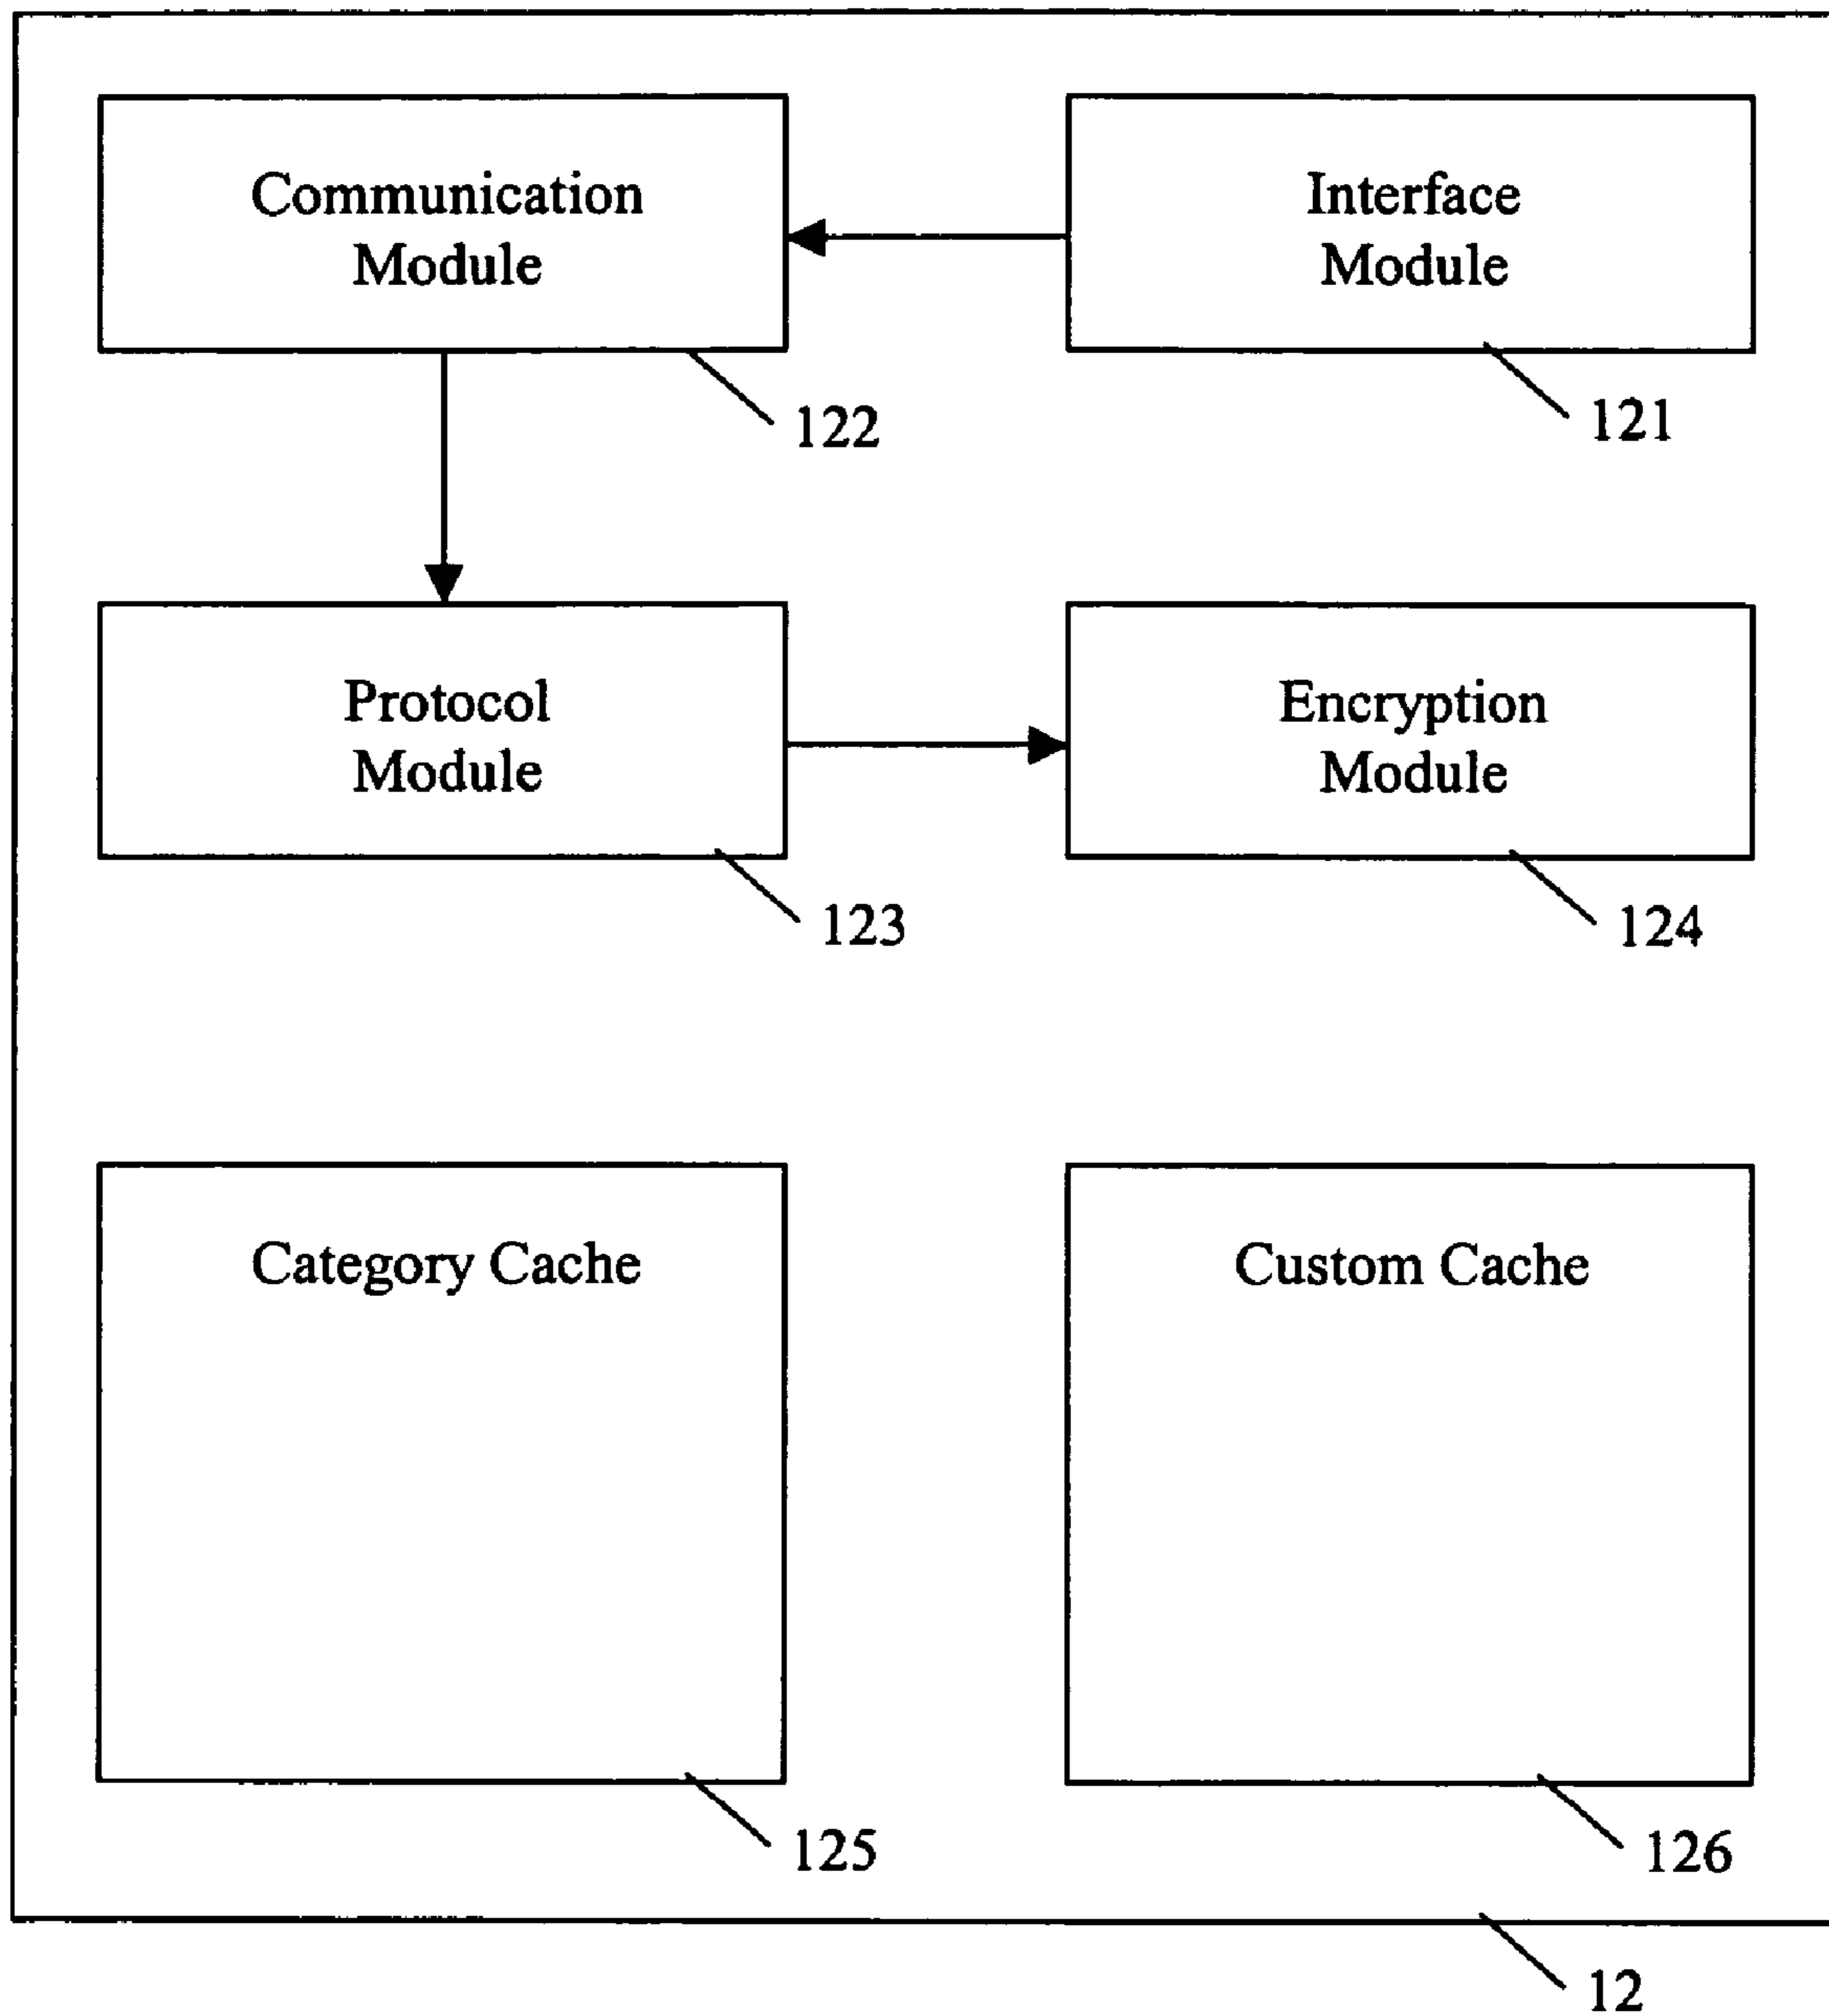 Communication
Module
122
Interface
Module
121
Protocol
Module
123
Encryption
Module
124
Category Cache
125
Custom Cache
126
12